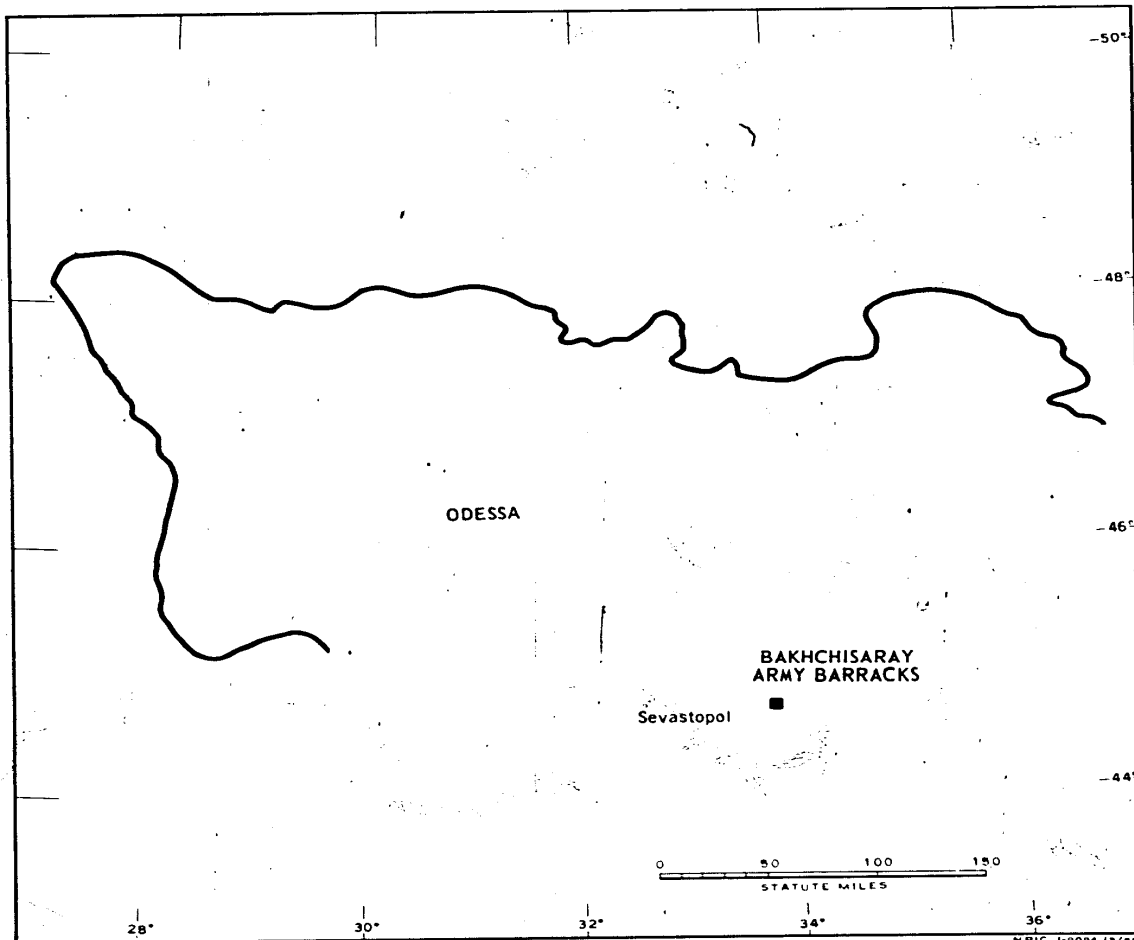 -50°
-48°
ODESSA
-46°
BAKHCHISARAY
ARMY BARRACKS
Sevastopol
-44°
0 50 100 150
STATUTE MILES
28° 30° 32° 34° 36°